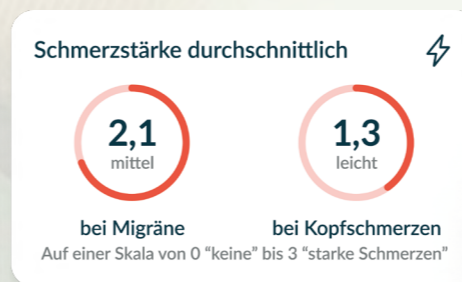 Schmerzstärke durchschnittlich
2,1 1,3
mittel leicht
bei Migräne bei Kopfschmerzen
Auf einer Skala von 0 “keine” bis 3 “starke Schmerzen”